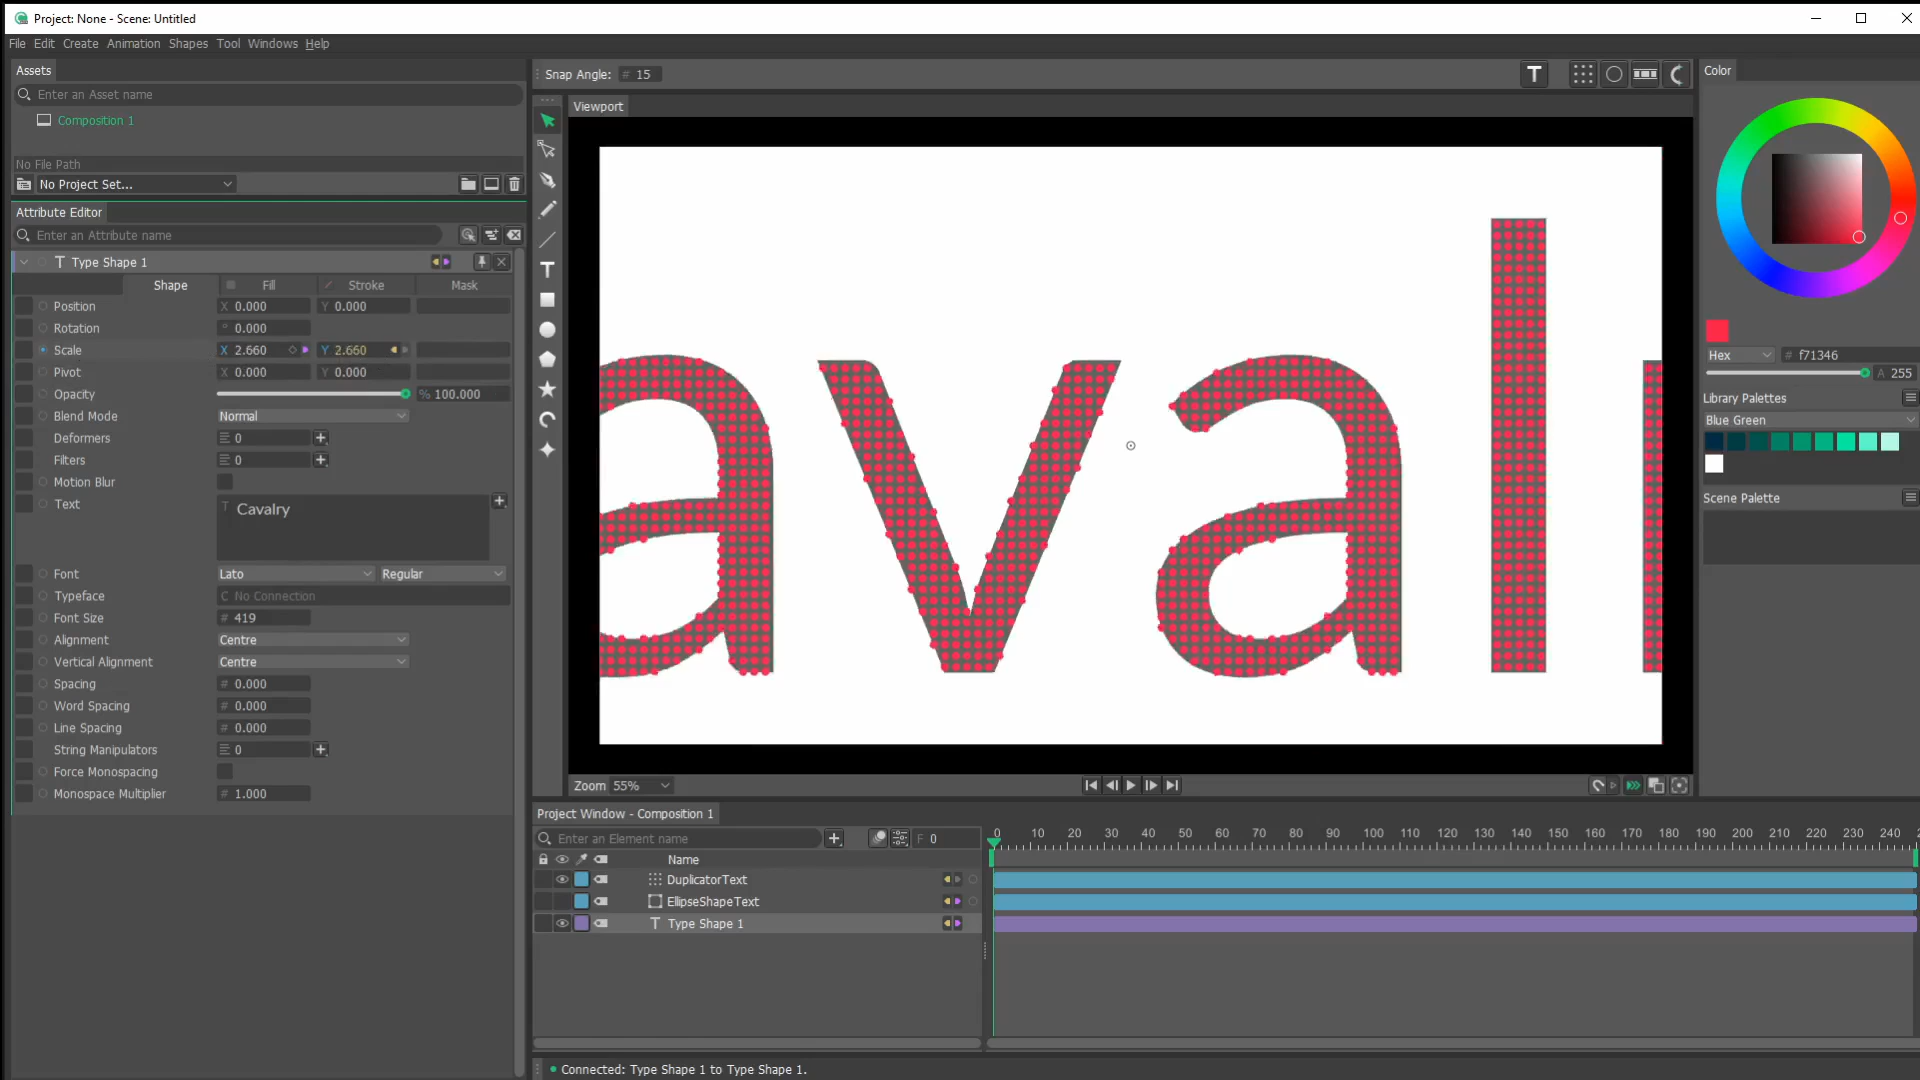 Project: None - Scene: Untitled
File Edit Create Animation Shapes Tool Windows Help
Assets
Enter an Asset name
Composition 1
No File Path
No Project Set...
Attribute Editor
Enter an Attribute name
T Type Shape 1
Shape Fill Stroke Mask
Position X 0.000 Y 0.000
Rotation ° 0.000
Scale X 2.660 Y 2.660
Pivot X 0.000 Y 0.000
Opacity % 100.000
Blend Mode Normal
Deformers 0 +
Filters 0 +
Motion Blur
Text T Cavalry +
Font Lato Regular
Typeface C No Connection
Font Size # 419
Alignment Centre
Vertical Alignment Centre
Spacing # 0.000
Word Spacing # 0.000
Line Spacing # 0.000
String Manipulators 0 +
Force Monospacing
Monospace Multiplier # 1.000
Snap Angle: # 15
T
Viewport
T
aval
Zoom 55%
Project Window - Composition 1
Enter an Element name + F 0
Name
DuplicatorText
EllipseShapeText
T Type Shape 1
0 10 20 30 40 50 60 70 80 90 100 110 120 130 140 150 160 170 180 190 200 210 220 230 240
Connected: Type Shape 1 to Type Shape 1.
Color
Hex # f71346
A 255
Library Palettes
Blue Green
Scene Palette